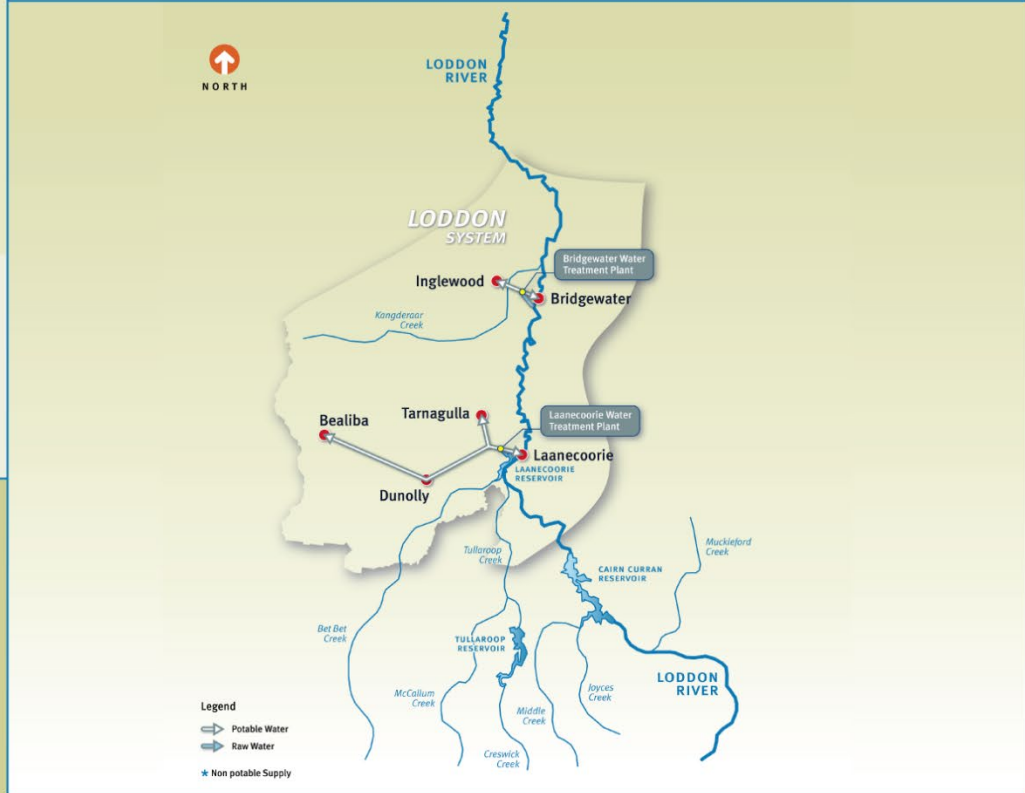 NORTH
LODDON
RIVER
LODDON
SYSTEM
Bridgewater Water
Treatment Plant
Inglewood
Bridgewater
Kangderaar
Creek
Bealiba
Tarnagulla
Laanecoorie Water
Treatment Plant
Laanecoorie
LAANECOORIE
RESERVOIR
Dunolly
Tullaroop
Creek
Muckleford
Creek
CAIRN CURRAN
RESERVOIR
Bet Bet
Creek
TULLAROOP
RESERVOIR
LODDON
RIVER
McCallum
Creek
Joyces
Creek
Middle
Creek
Creswick
Creek
Legend
Potable Water
Raw Water
* Non potable Supply